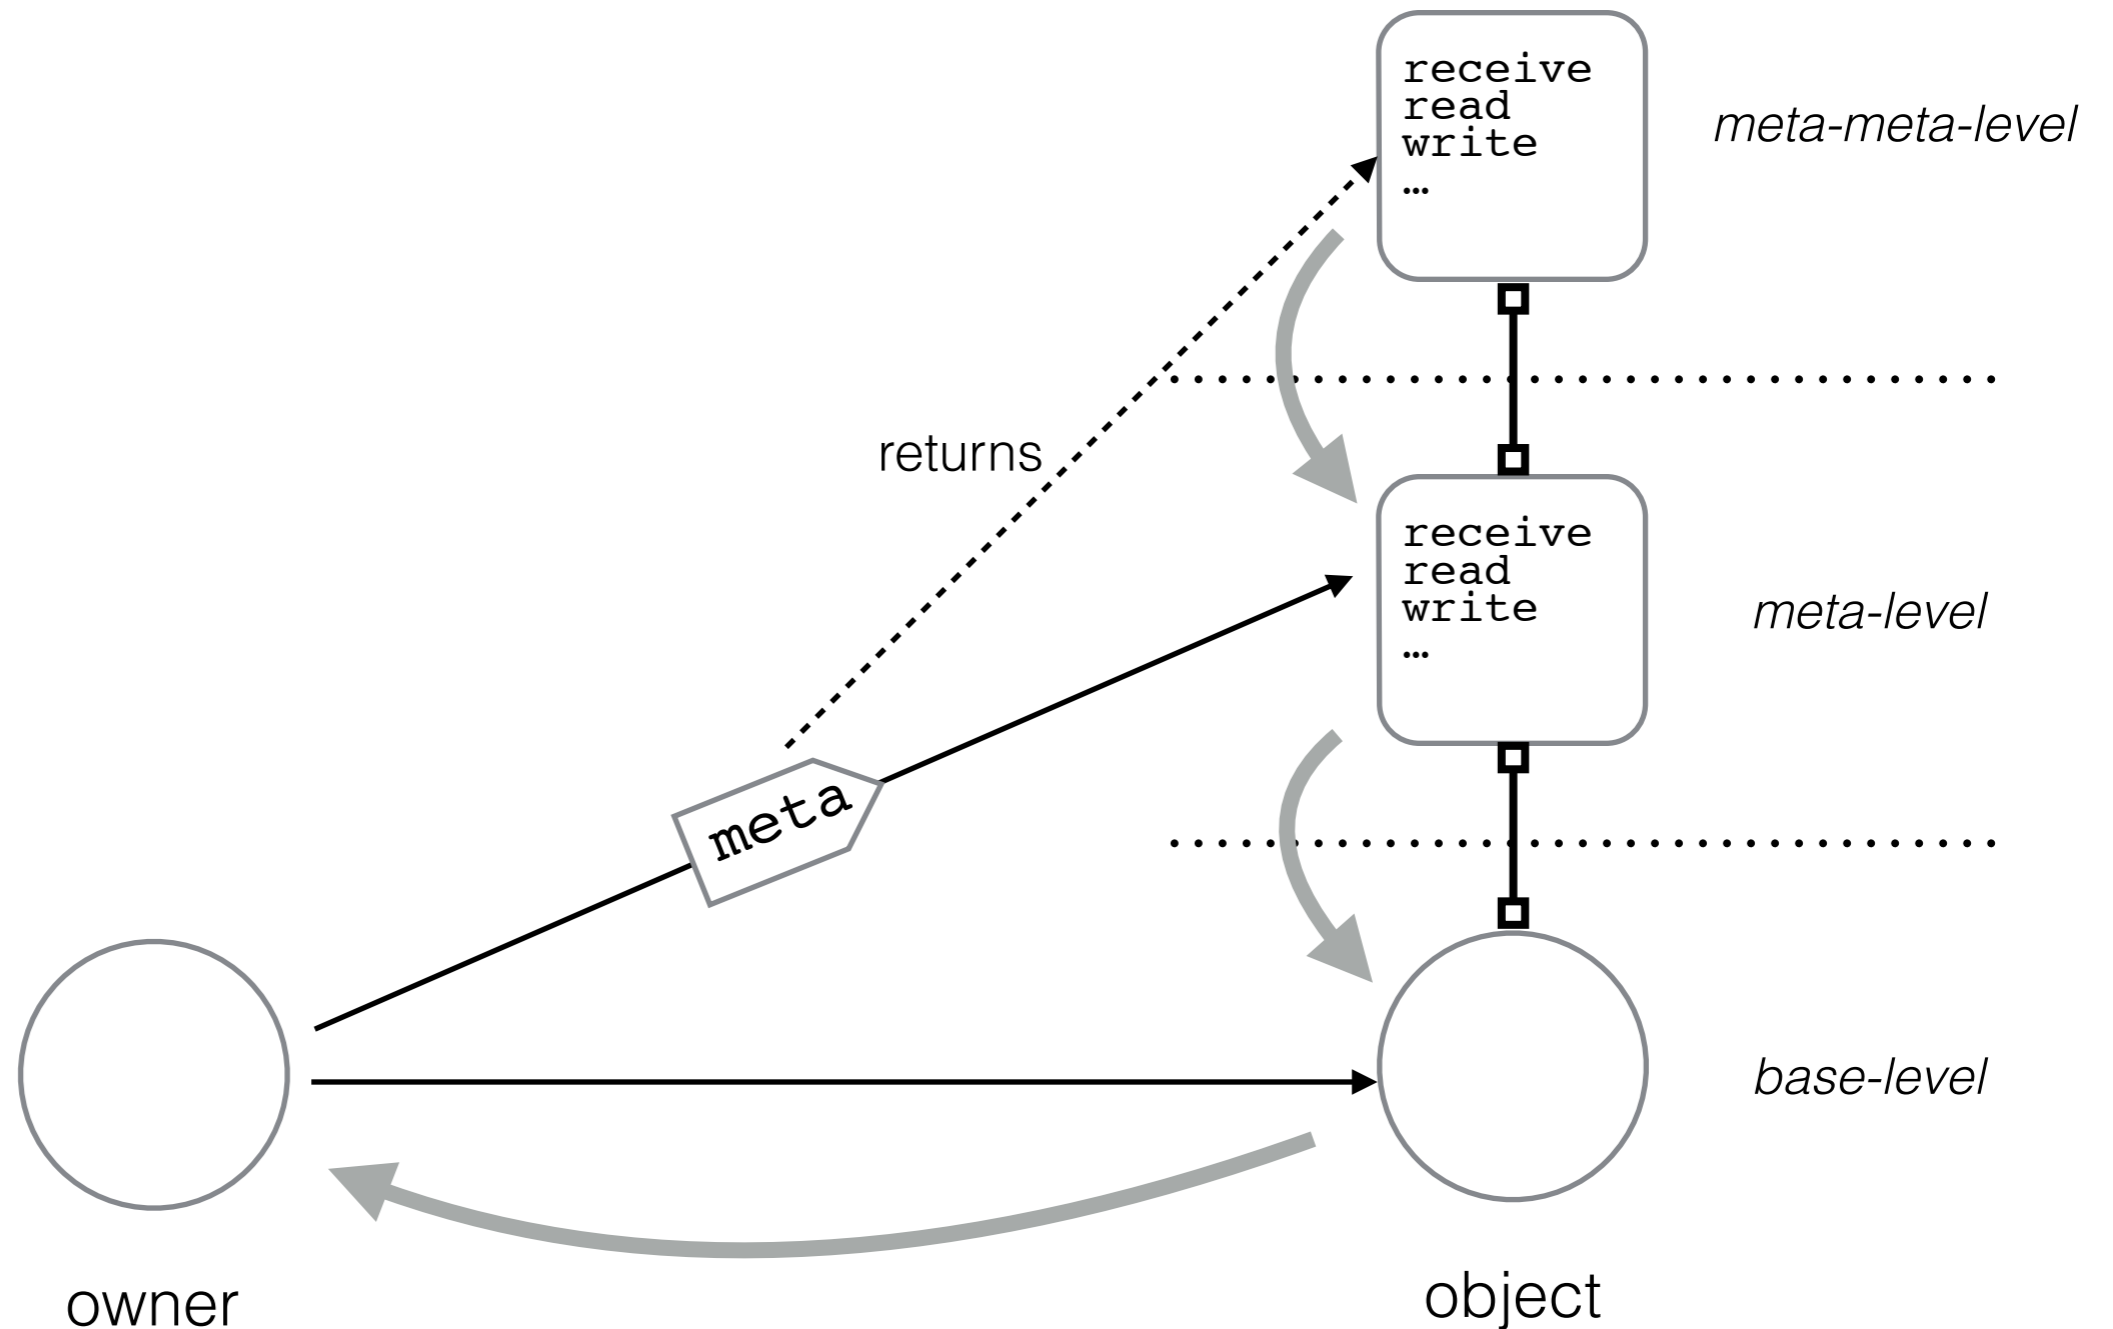 receive
read
write
…
meta-meta-level
returns
receive
read
write
…
meta-level
meta
base-level
owner
object